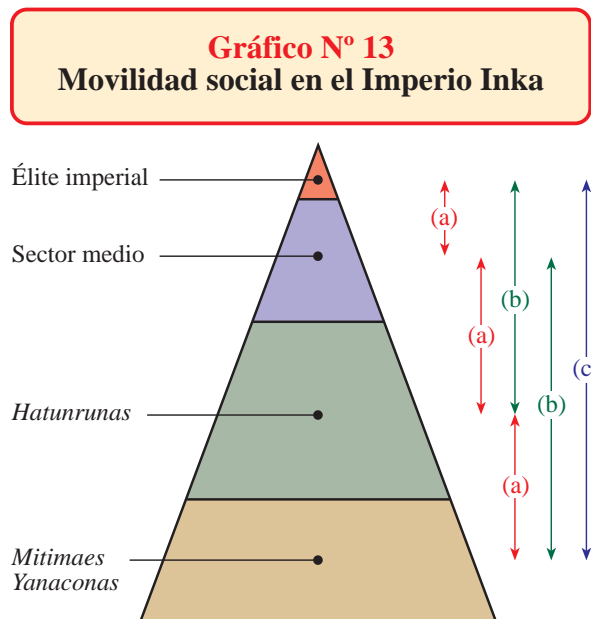 Gráfico Nº 13
Movilidad social en el Imperio Inka
Élite imperial
(a)
Sector medio
(b)
(a)
(c
Hatunrunas
(b)
(a)
Mitimaes
Yanaconas